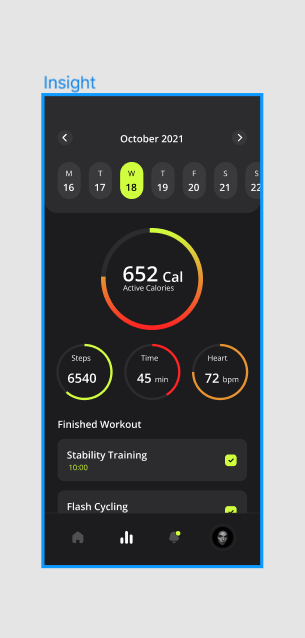 Insight
October 2021
M T W T F S S
16 17 18 19 20 21 22
652 Cal
Active Calories
Steps Time Heart
6540 45 min 72 bpm
Finished Workout
Stability Training
10:00
Flash Cycling